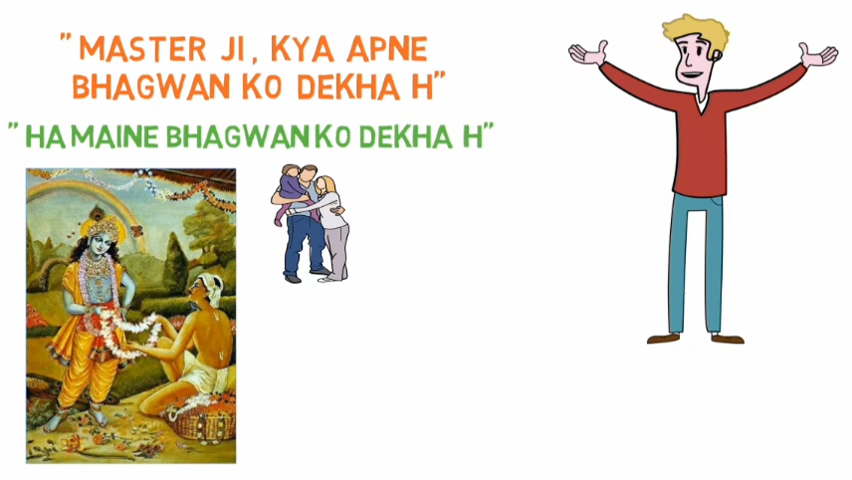 "MASTER JI, KYA APNE
BHAGWAN KO DEKHA H"
"HA MAINE BHAGWAN KO DEKHA H"